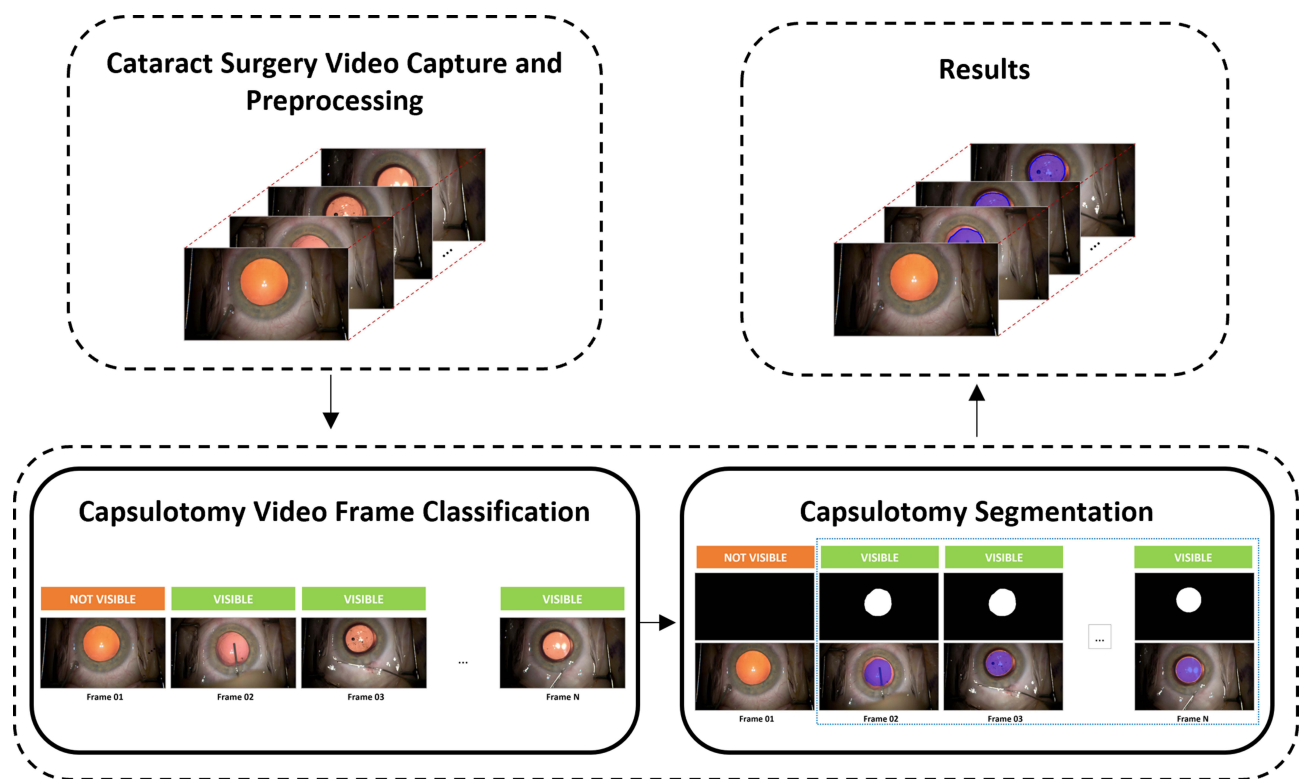 Cataract Surgery Video Capture and
Preprocessing
...
Results
...
Capsulotomy Video Frame Classification
NOT VISIBLE VISIBLE VISIBLE VISIBLE
...
Frame 01 Frame 02 Frame 03 Frame N
Capsulotomy Segmentation
NOT VISIBLE VISIBLE VISIBLE VISIBLE
...
Frame 01 Frame 02 Frame 03 Frame N